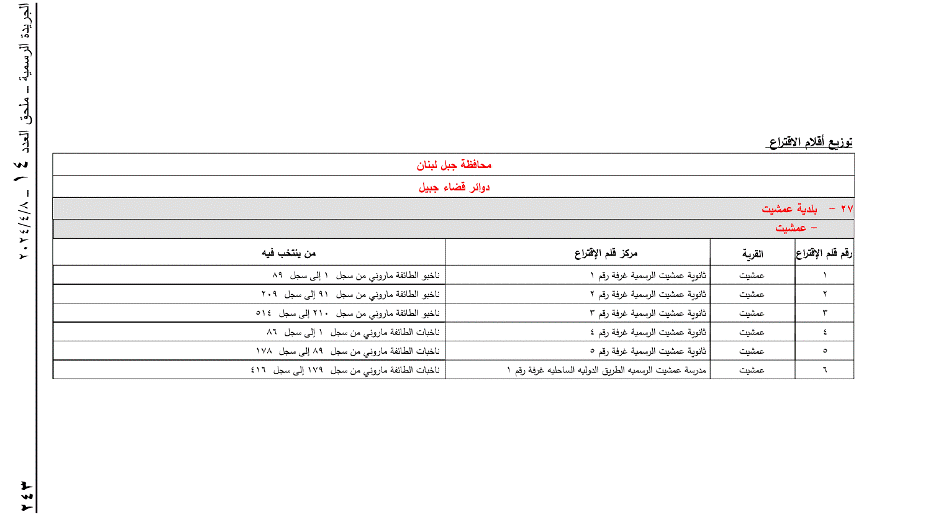 الجريدة الرسمية – ملحق العدد ١٤ – ٢٠٢٤/٤/٨
توزيع أقلام الاقتراع
محافظة جبل لبنان
دوائر قضاء جبيل
٢٧ – بلدية عمشيت
– عمشيت
رقم قلم الإقتراع القرية مركز قلم الإقتراع من ينتخب فيه
١ عمشيت ثانوية عمشيت الرسمية غرفة رقم ١ ناخبو الطائفة ماروني من سجل ١ إلى سجل ٨٩
٢ عمشيت ثانوية عمشيت الرسمية غرفة رقم ٢ ناخبو الطائفة ماروني من سجل ٩١ إلى سجل ٢٠٩
٣ عمشيت ثانوية عمشيت الرسمية غرفة رقم ٣ ناخبو الطائفة ماروني من سجل ٢١٠ إلى سجل ٥١٤
٤ عمشيت ثانوية عمشيت الرسمية غرفة رقم ٤ ناخبات الطائفة ماروني من سجل ١ إلى سجل ٨٦
٥ عمشيت ثانوية عمشيت الرسمية غرفة رقم ٥ ناخبات الطائفة ماروني من سجل ٨٩ إلى سجل ١٧٨
٦ عمشيت مدرسة عمشيت الرسميه الطريق الدوليه الساحليه غرفة رقم ١ ناخبات الطائفة ماروني من سجل ١٧٩ إلى سجل ٤١٦
٢٤٣